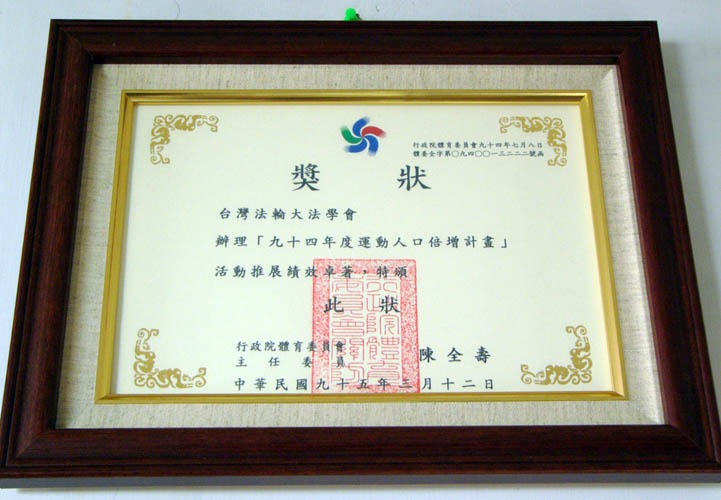 行政院體育委員會九十四年七月八日
體委全字第〇九四〇〇一三二二二號函
獎狀
台灣法輪大法學會
辦理「九十四年度運動人口倍增計畫」
活動推展績效卓著，特頒
此狀
行政院體育委員會
主任委員 陳全壽
中華民國九十五年三月十二日